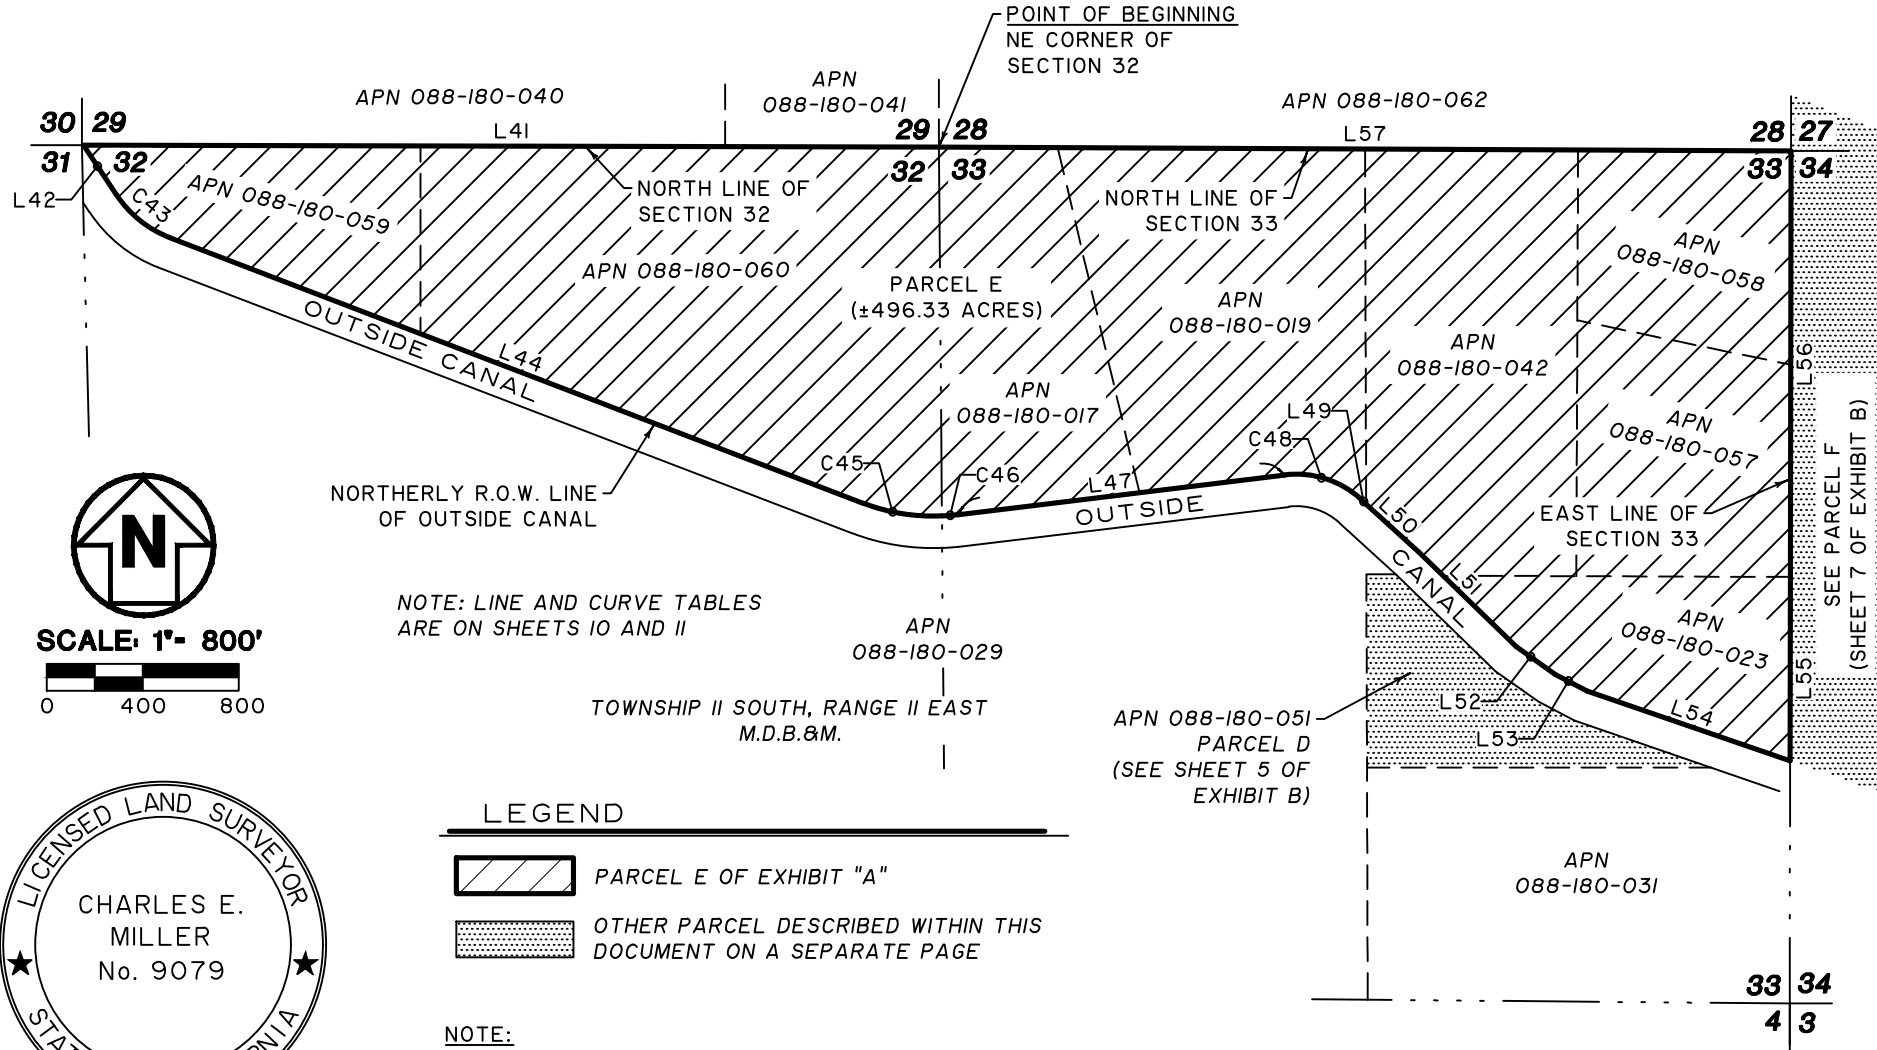 POINT OF BEGINNING
NE CORNER OF
SECTION 32
APN 088-180-040
APN
088-180-041
APN 088-180-062
30 29
L41
29 28
L57
28 27
31 32
32 33
33 34
L42
C43
APN 088-180-059
NORTH LINE OF
SECTION 32
NORTH LINE OF
SECTION 33
APN
088-180-058
APN 088-180-060
PARCEL E
(±496.33 ACRES)
APN
088-180-019
APN
088-180-042
OUTSIDE CANAL
L44
APN
088-180-017
L49
C48
APN
088-180-057
L56
SEE PARCEL F
(SHEET 7 OF EXHIBIT B)
C45
C46
L47
OUTSIDE
CANAL
L50
L51
EAST LINE OF
SECTION 33
NORTHERLY R.O.W. LINE
OF OUTSIDE CANAL
N
SCALE: 1"= 800'
0 400 800
NOTE: LINE AND CURVE TABLES
ARE ON SHEETS 10 AND 11
APN
088-180-029
APN
088-180-023
L55
TOWNSHIP 11 SOUTH, RANGE 11 EAST
M.D.B.&M.
L52
L53
L54
APN 088-180-051
PARCEL D
(SEE SHEET 5 OF
EXHIBIT B)
LICENSED LAND SURVEYOR
CHARLES E.
MILLER
No. 9079
LEGEND
PARCEL E OF EXHIBIT "A"
OTHER PARCEL DESCRIBED WITHIN THIS
DOCUMENT ON A SEPARATE PAGE
APN
088-180-031
33 34
4 3
NOTE: